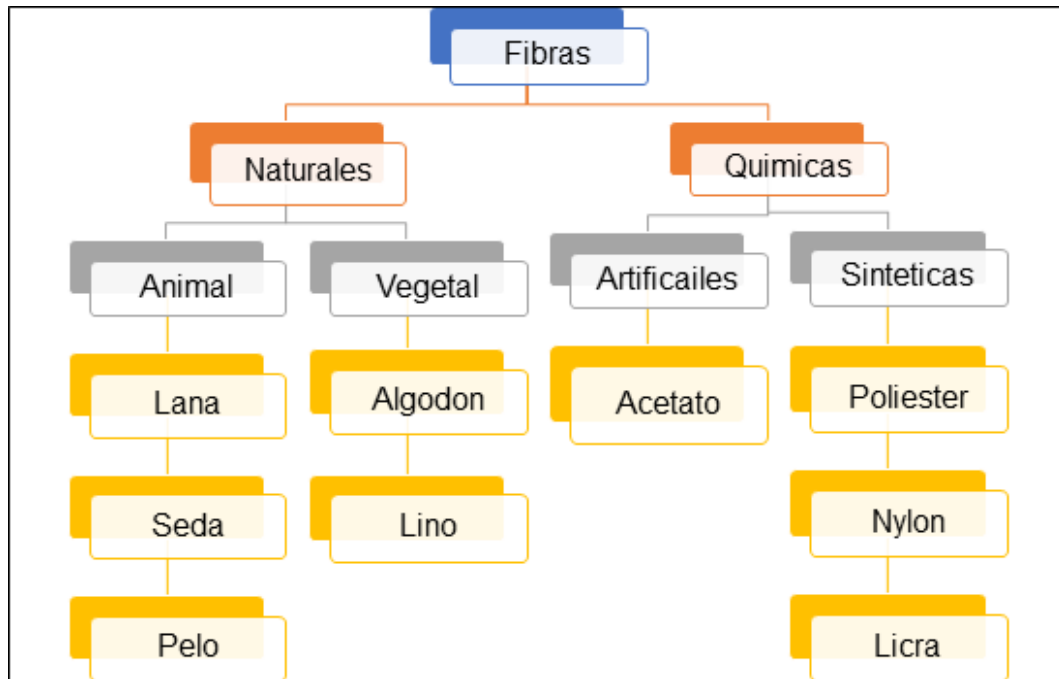 Fibras
Naturales
Quimicas
Animal
Vegetal
Artificailes
Sinteticas
Lana
Algodon
Acetato
Poliester
Seda
Lino
Nylon
Pelo
Licra